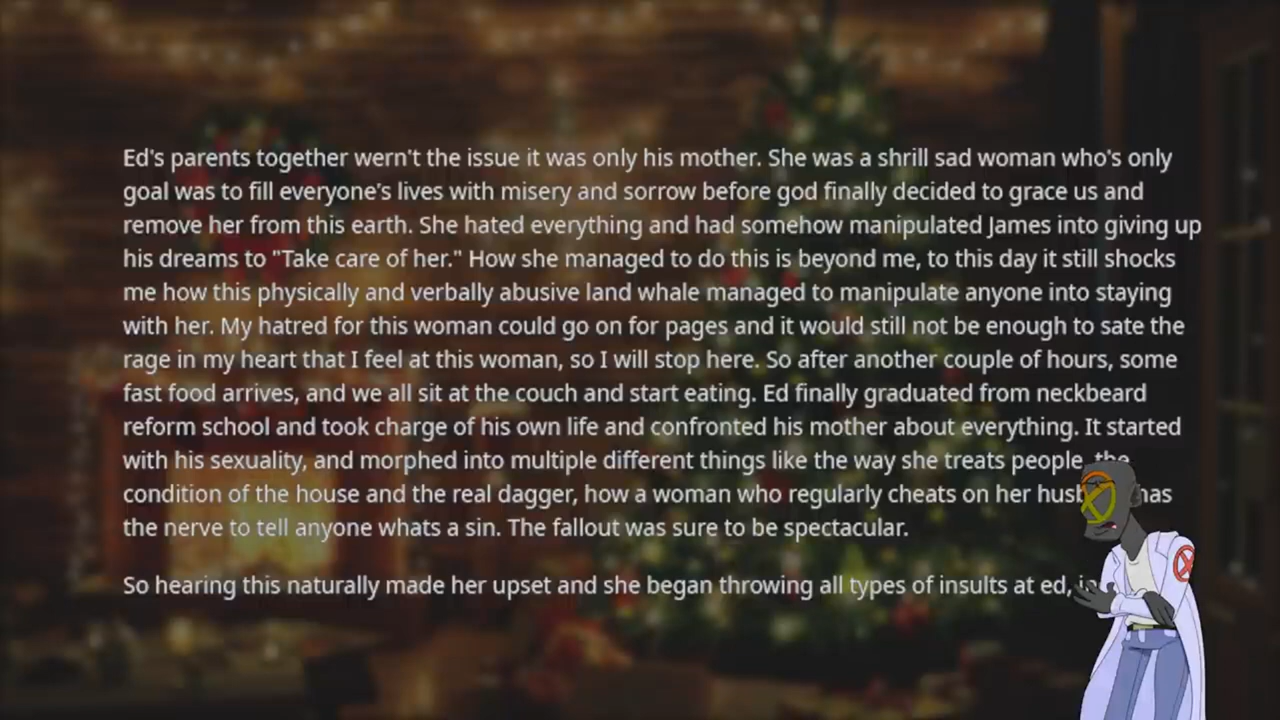 Ed's parents together wern't the issue it was only his mother. She was a shrill sad woman who's only
goal was to fill everyone's lives with misery and sorrow before god finally decided to grace us and
remove her from this earth. She hated everything and had somehow manipulated James into giving up
his dreams to "Take care of her." How she managed to do this is beyond me, to this day it still shocks
me how this physically and verbally abusive land whale managed to manipulate anyone into staying
with her. My hatred for this woman could go on for pages and it would still not be enough to sate the
rage in my heart that I feel at this woman, so I will stop here. So after another couple of hours, some
fast food arrives, and we all sit at the couch and start eating. Ed finally graduated from neckbeard
reform school and took charge of his own life and confronted his mother about everything. It started
with his sexuality, and morphed into multiple different things like the way she treats people, the
condition of the house and the real dagger, how a woman who regularly cheats on her has
the nerve to tell anyone whats a sin. The fallout was sure to be spectacular.
So hearing this naturally made her upset and she began throwing all types of insults at ed,